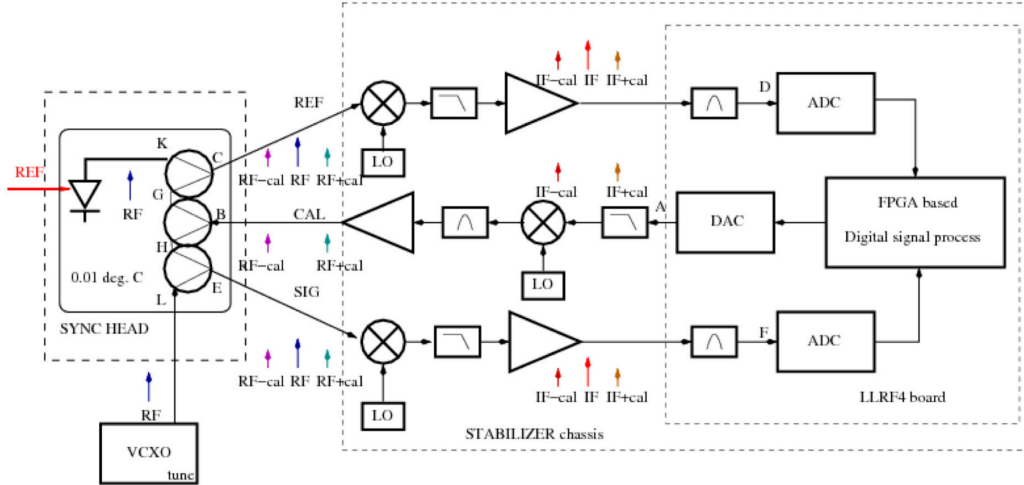 IF−cal IF IF+cal
REF
D
ADC
K
C
REF
LO
RF−cal RF RF+cal
RF
G
IF−cal IF+cal
FPGA based
Digital signal process
B
CAL
A
DAC
H
RF−cal RF+cal
0.01 deg. C
E
LO
L
SIG
SYNC HEAD
F
ADC
RF−cal RF RF+cal
IF−cal IF IF+cal
LLRF4 board
RF
LO
STABILIZER chassis
VCXO
tune